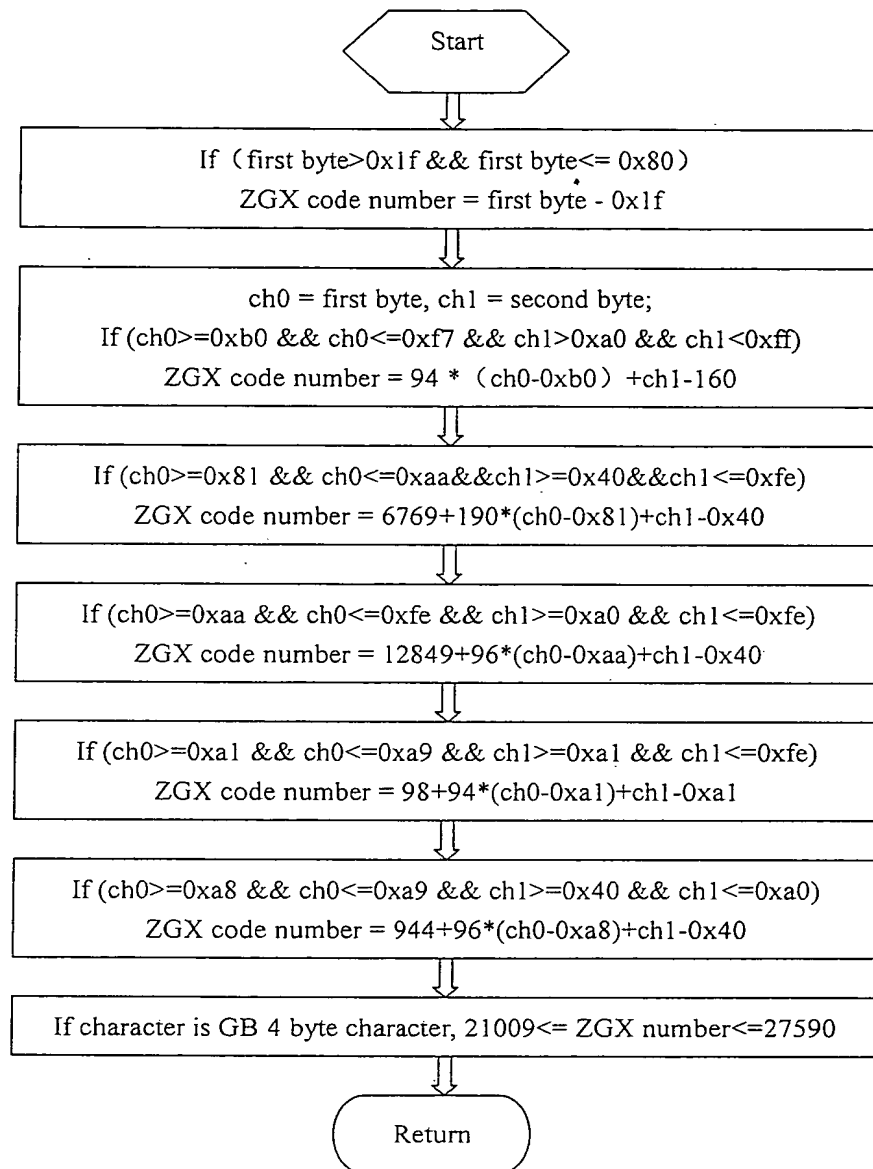 Start
If（first byte>0x1f && first byte<= 0x80）
ZGX code number = first byte - 0x1f
ch0 = first byte, ch1 = second byte;
If (ch0>=0xb0 && ch0<=0xf7 && ch1>0xa0 && ch1<0xff)
ZGX code number = 94 *（ch0-0xb0）+ch1-160
If (ch0>=0x81 && ch0<=0xaa&&ch1>=0x40&&ch1<=0xfe)
ZGX code number = 6769+190*(ch0-0x81)+ch1-0x40
If (ch0>=0xaa && ch0<=0xfe && ch1>=0xa0 && ch1<=0xfe)
ZGX code number = 12849+96*(ch0-0xaa)+ch1-0x40
If (ch0>=0xa1 && ch0<=0xa9 && ch1>=0xa1 && ch1<=0xfe)
ZGX code number = 98+94*(ch0-0xa1)+ch1-0xa1
If (ch0>=0xa8 && ch0<=0xa9 && ch1>=0x40 && ch1<=0xa0)
ZGX code number = 944+96*(ch0-0xa8)+ch1-0x40
If character is GB 4 byte character, 21009<= ZGX number<=27590
Return